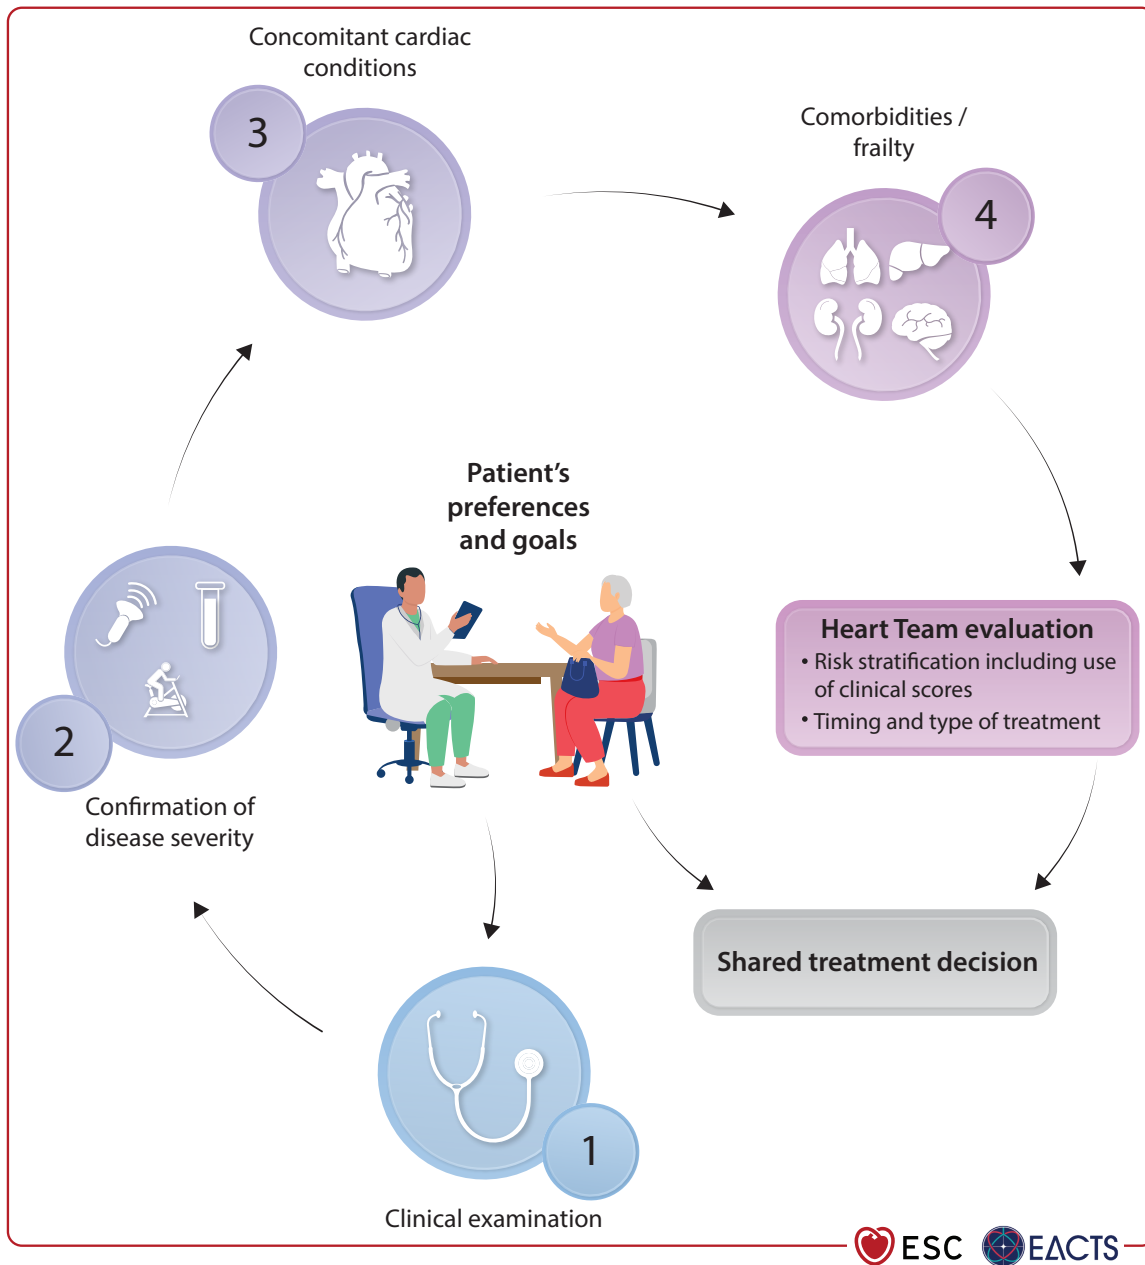 Concomitant cardiac
conditions
3
Comorbidities /
frailty
4
Patient’s
preferences
and goals
Heart Team evaluation
• Risk stratification including use
of clinical scores
• Timing and type of treatment
2
Confirmation of
disease severity
Shared treatment decision
1
Clinical examination
ESC
EACTS